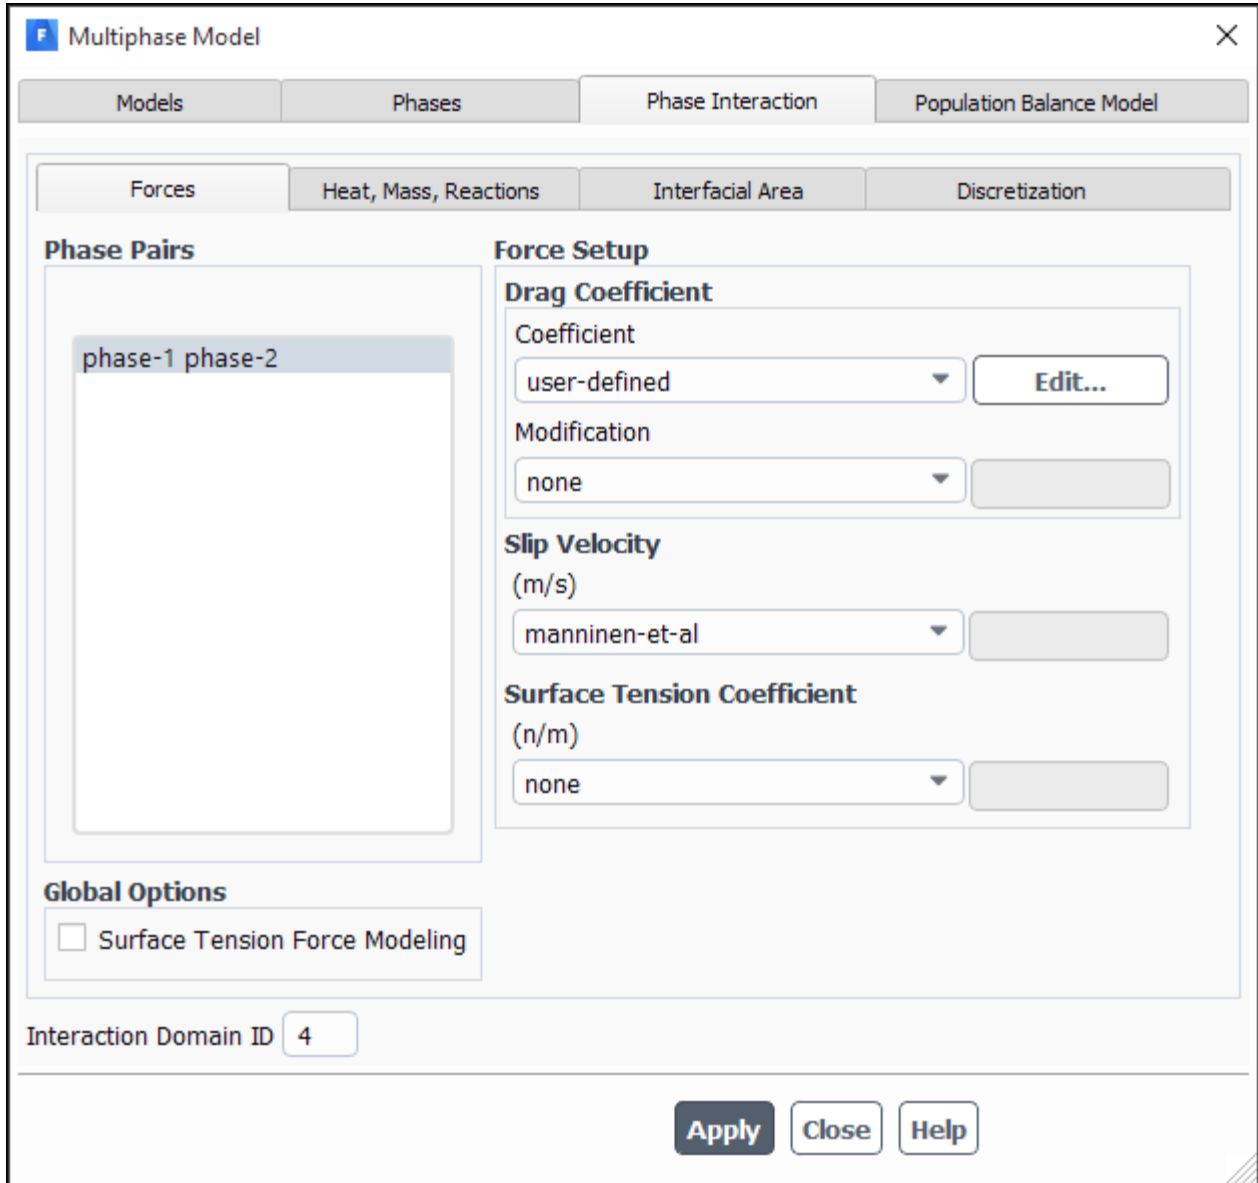 F Multiphase Model
Models Phases Phase Interaction Population Balance Model
Forces Heat, Mass, Reactions Interfacial Area Discretization
Phase Pairs
phase-1 phase-2
Force Setup
Drag Coefficient
Coefficient
user-defined Edit...
Modification
none
Slip Velocity
(m/s)
manninen-et-al
Surface Tension Coefficient
(n/m)
none
Global Options
Surface Tension Force Modeling
Interaction Domain ID 4
Apply Close Help